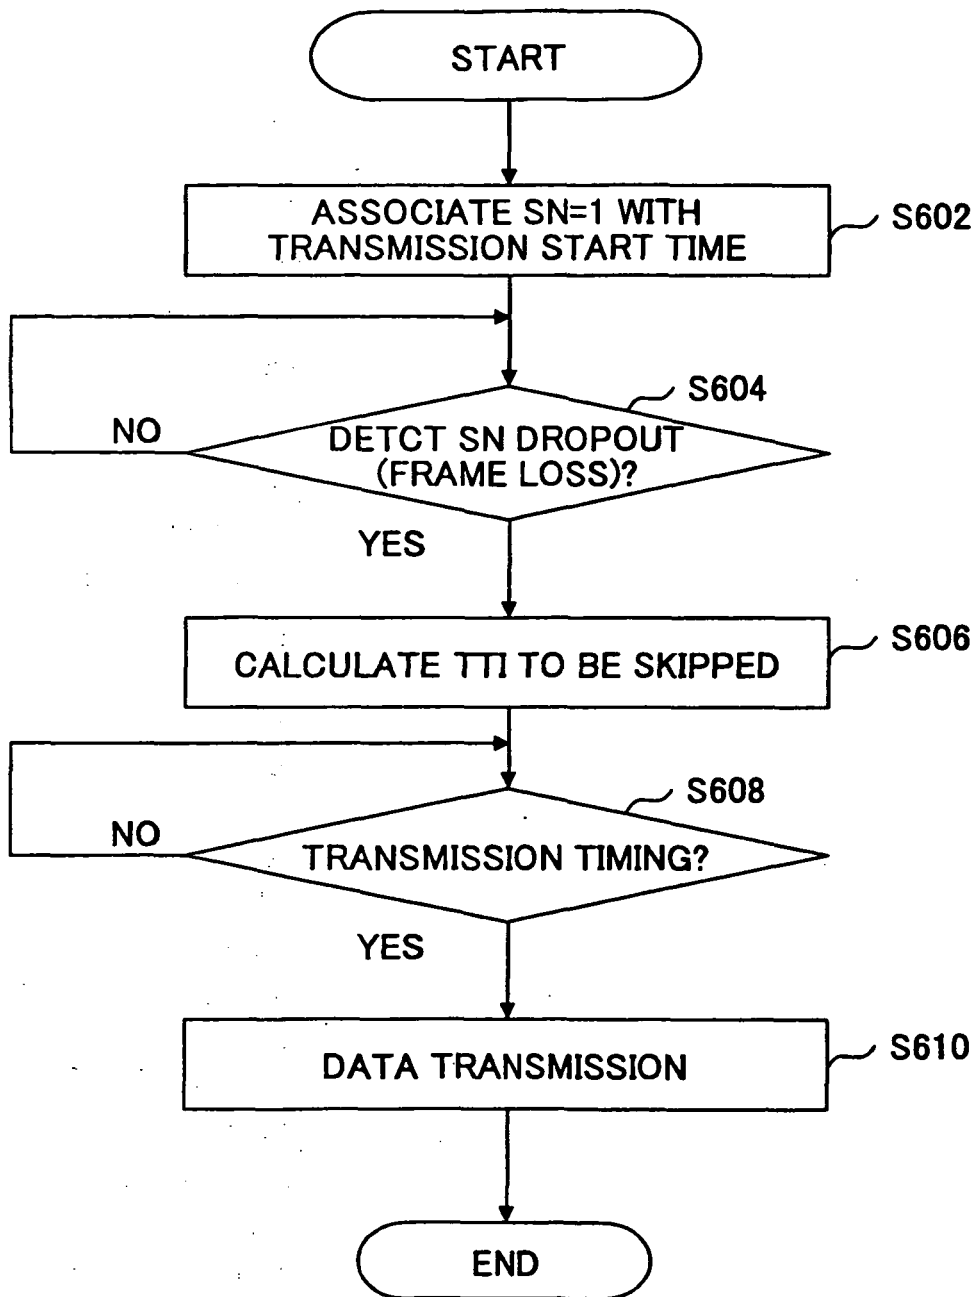 START
ASSOCIATE SN=1 WITH
TRANSMISSION START TIME
S602
S604
DETCT SN DROPOUT
(FRAME LOSS)?
NO
YES
CALCULATE TTI TO BE SKIPPED
S606
S608
TRANSMISSION TIMING?
NO
YES
DATA TRANSMISSION
S610
END